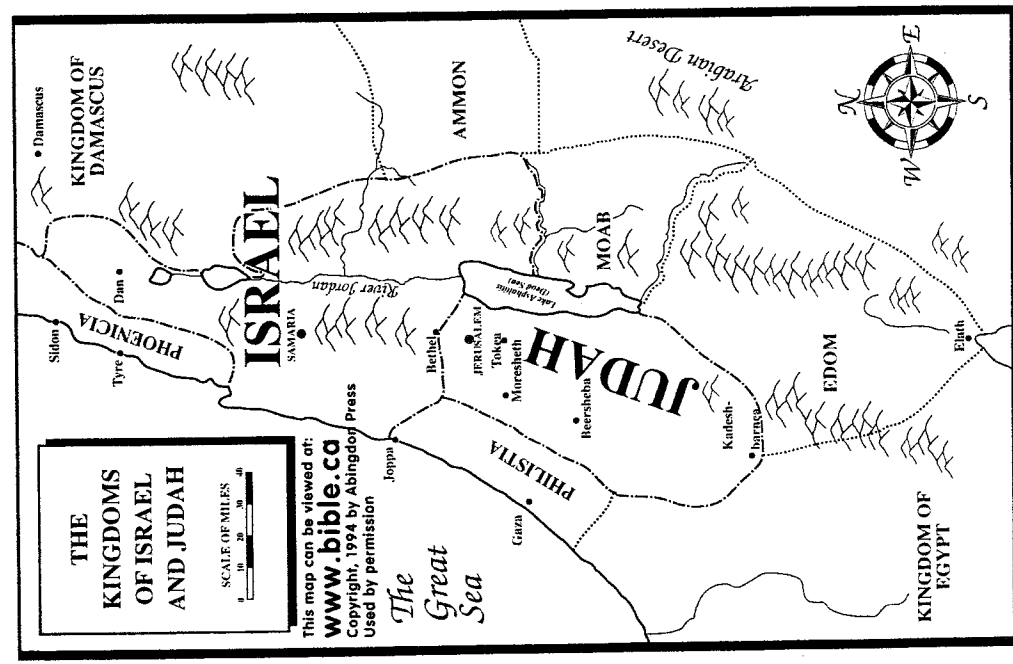 THE
KINGDOMS
OF ISRAEL
AND JUDAH
SCALE OF MILES
0 10 20 30 40
This map can be viewed at:
www.bible.ca
Copyright, 1994 by Abingdon Press
Used by permission
The
Great
Sea
Damascus
KINGDOM OF
DAMASCUS
Sidon
Tyre
PHOENICIA
Dan
ISRAEL
SAMARIA
River Jordan
AMMON
Arabian Desert
Joppa
Bethel
JERUSALEM
Tokea
Moresheth
JUDAH
Lake Asphaltitis
(Dead Sea)
MOAB
PHILISTIA
Gaza
Beersheba
Kadesh-
barnea
EDOM
Elath
KINGDOM OF
EGYPT
N
E
S
W